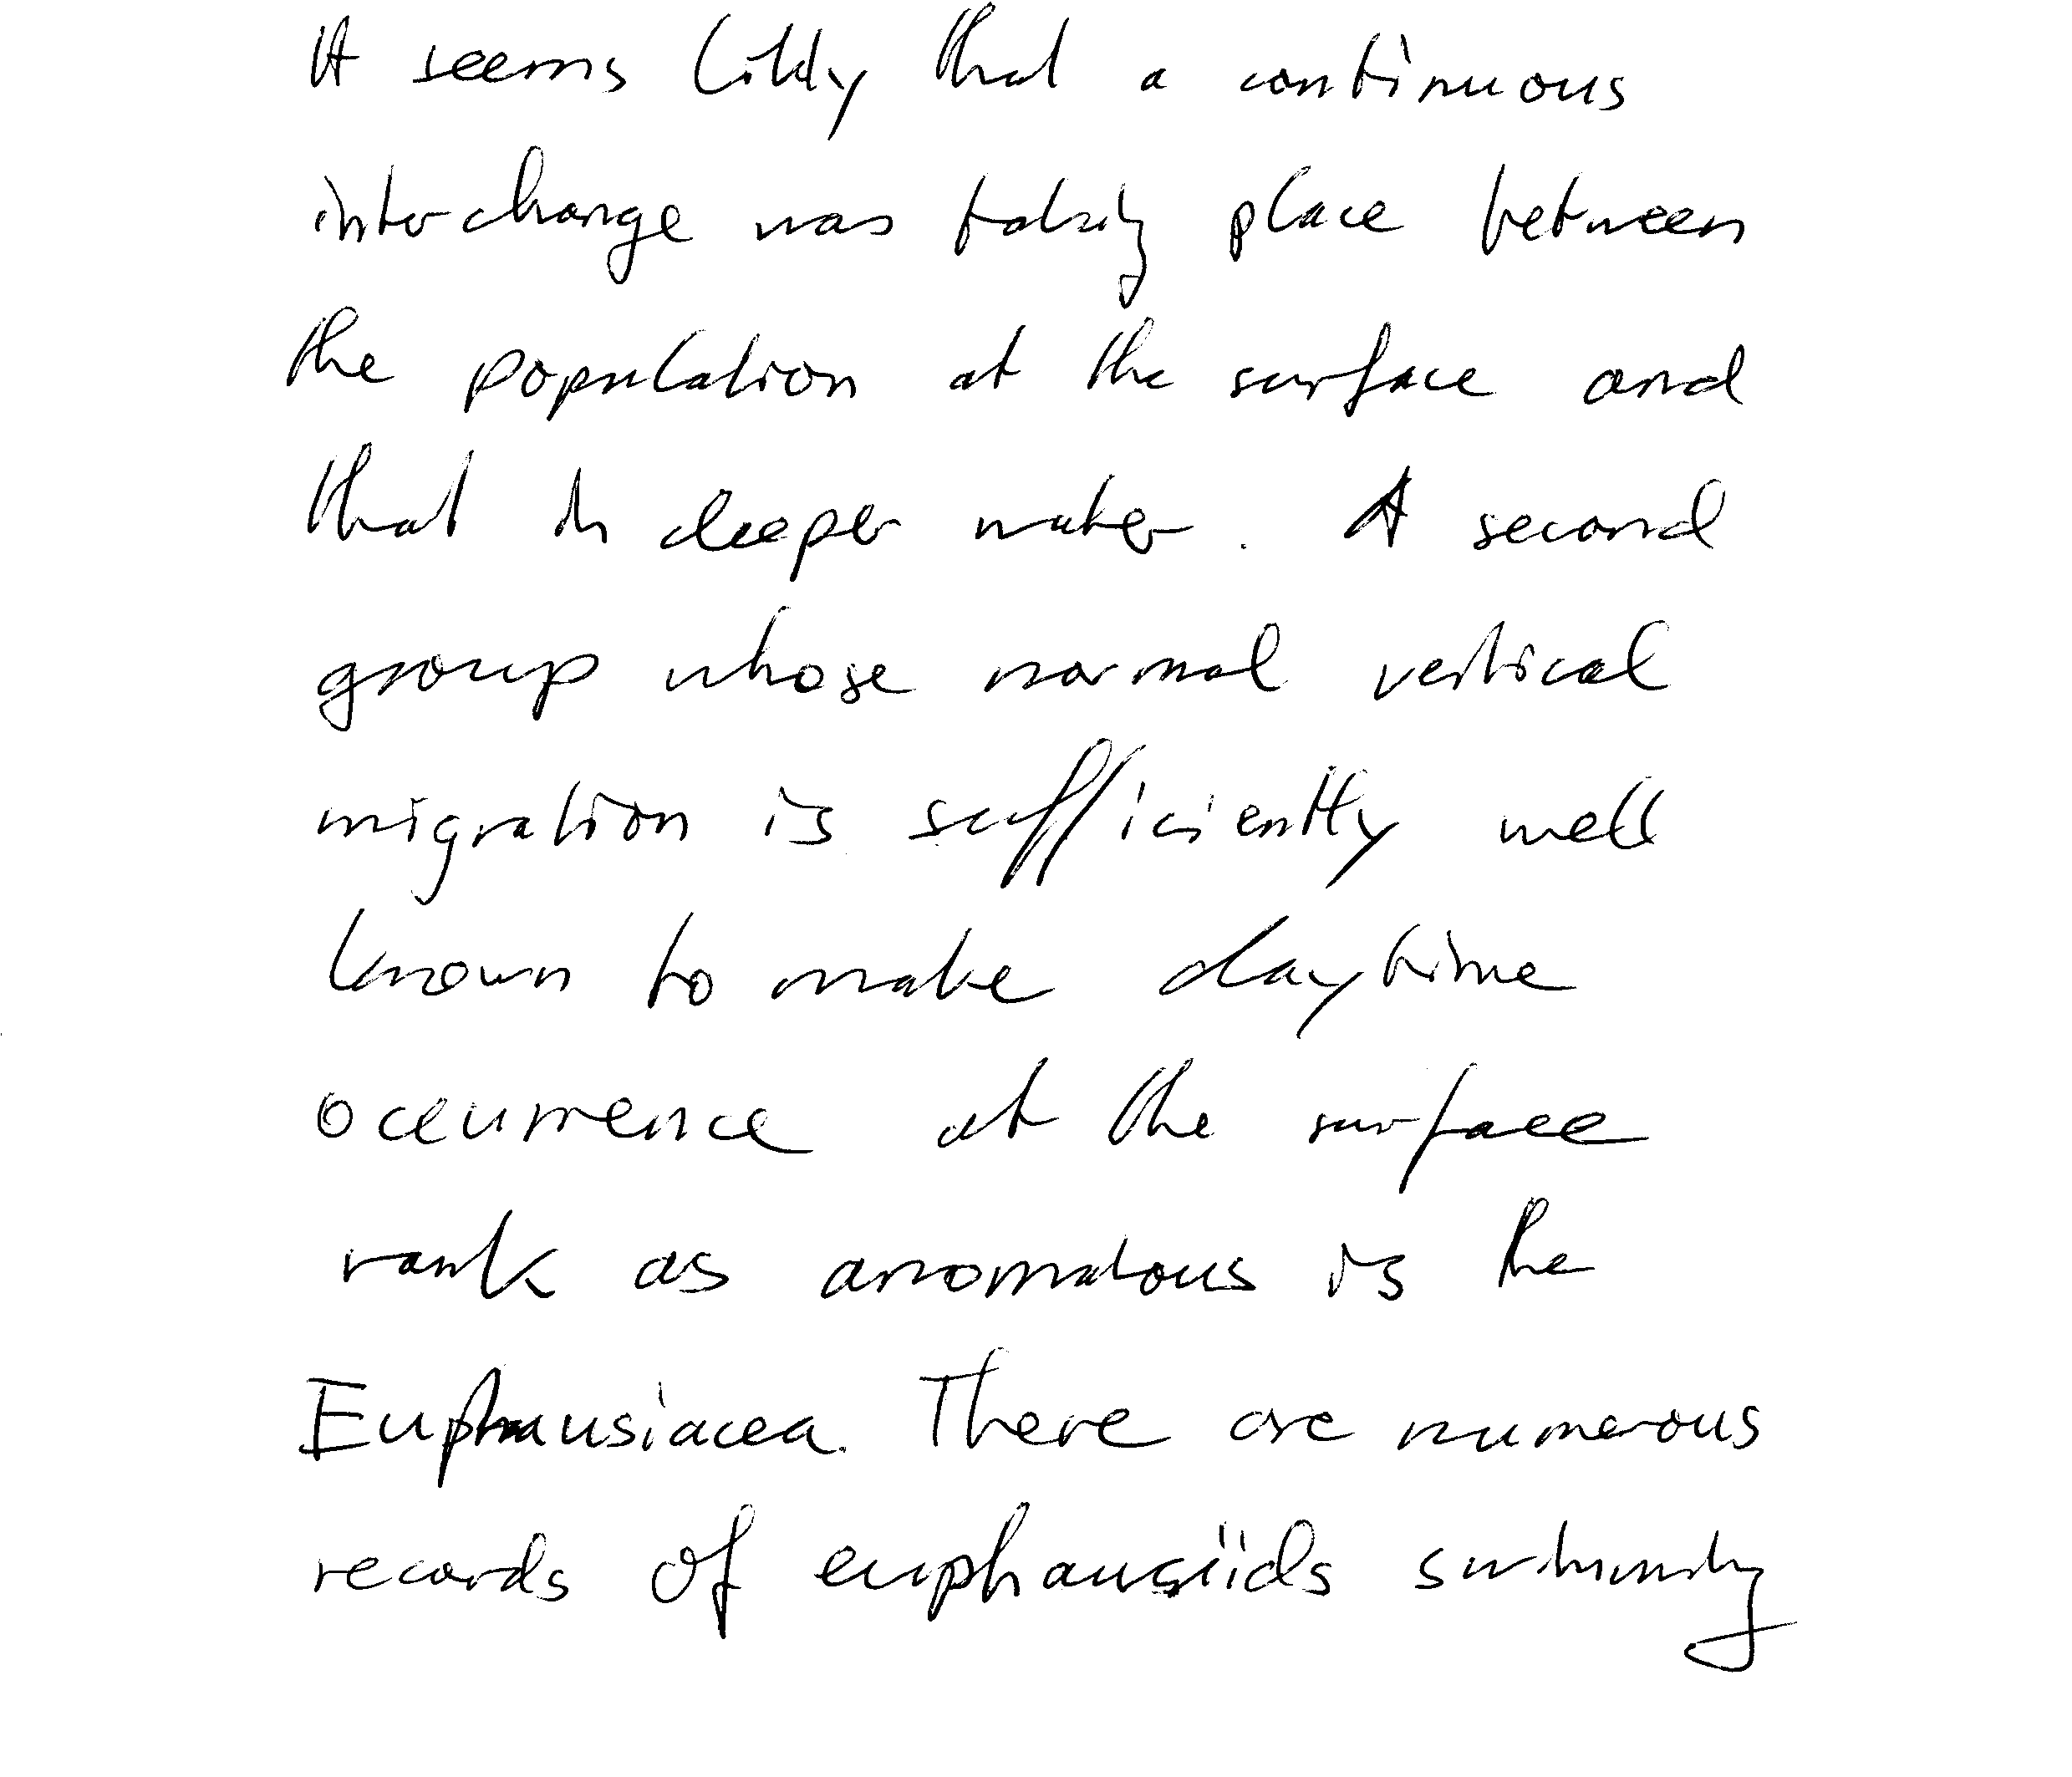 It seems likely that a continuous
interchange was taking place between
the population at the surface and
that in deeper water. A second
group whose normal vertical
migration is sufficiently well
known to make daytime
occurrence at the surface
rank as anomalous is the
Euphausiacea. There are numerous
records of euphausiids swimming